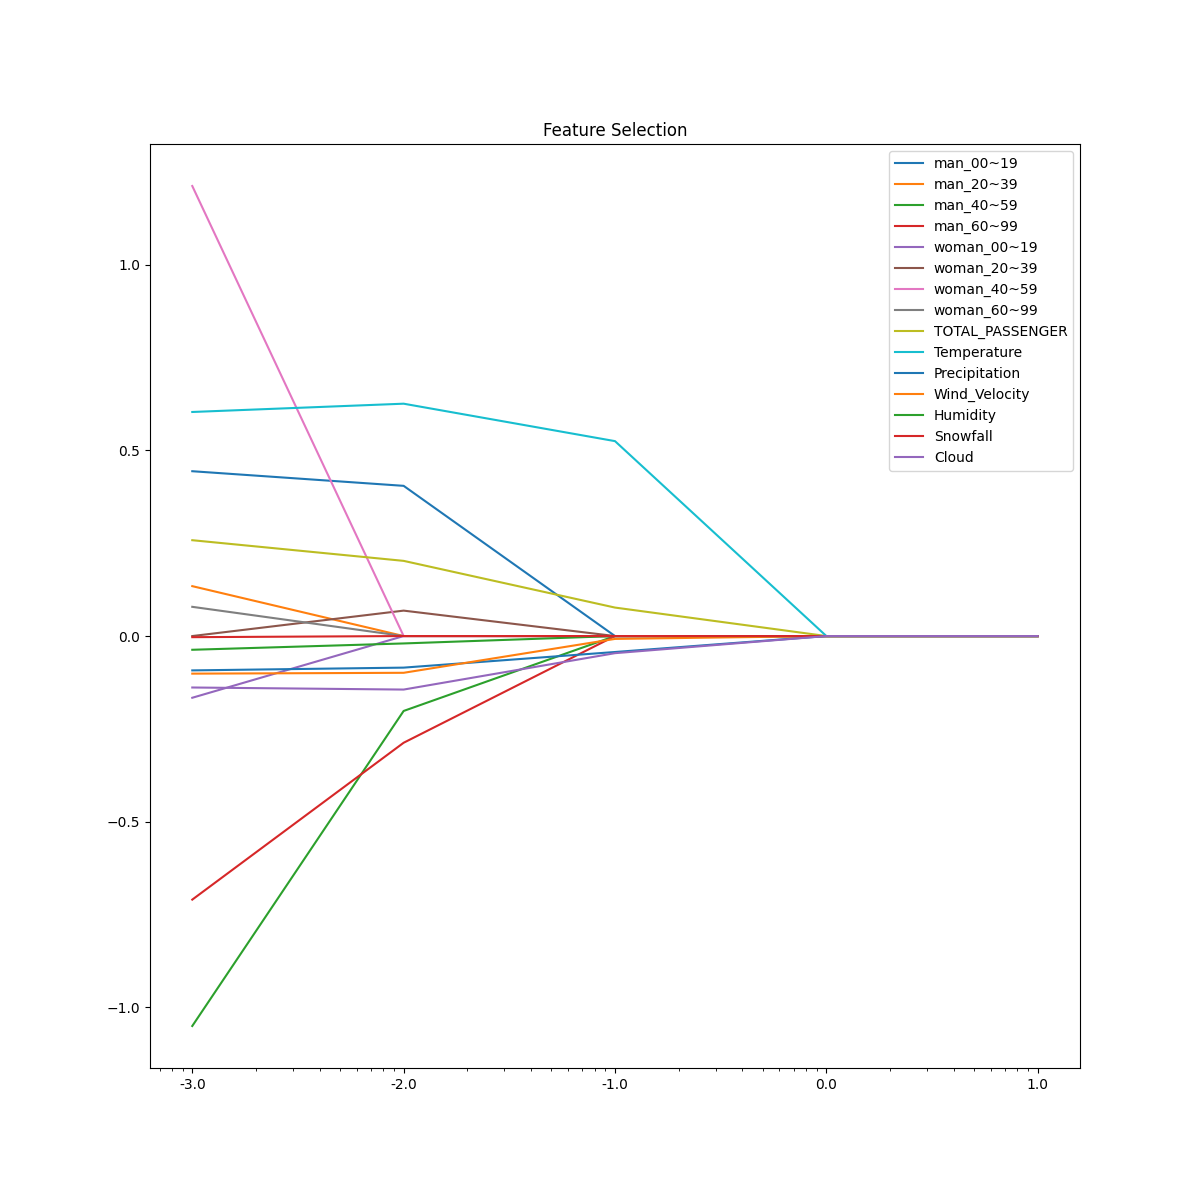 Feature Selection
man_00~19
man_20~39
man_40~59
man_60~99
woman_00~19
woman_20~39
woman_40~59
woman_60~99
TOTAL_PASSENGER
Temperature
Precipitation
Wind_Velocity
Humidity
Snowfall
Cloud
1.0
0.5
0.0
−0.5
−1.0
-3.0 -2.0 -1.0 0.0 1.0